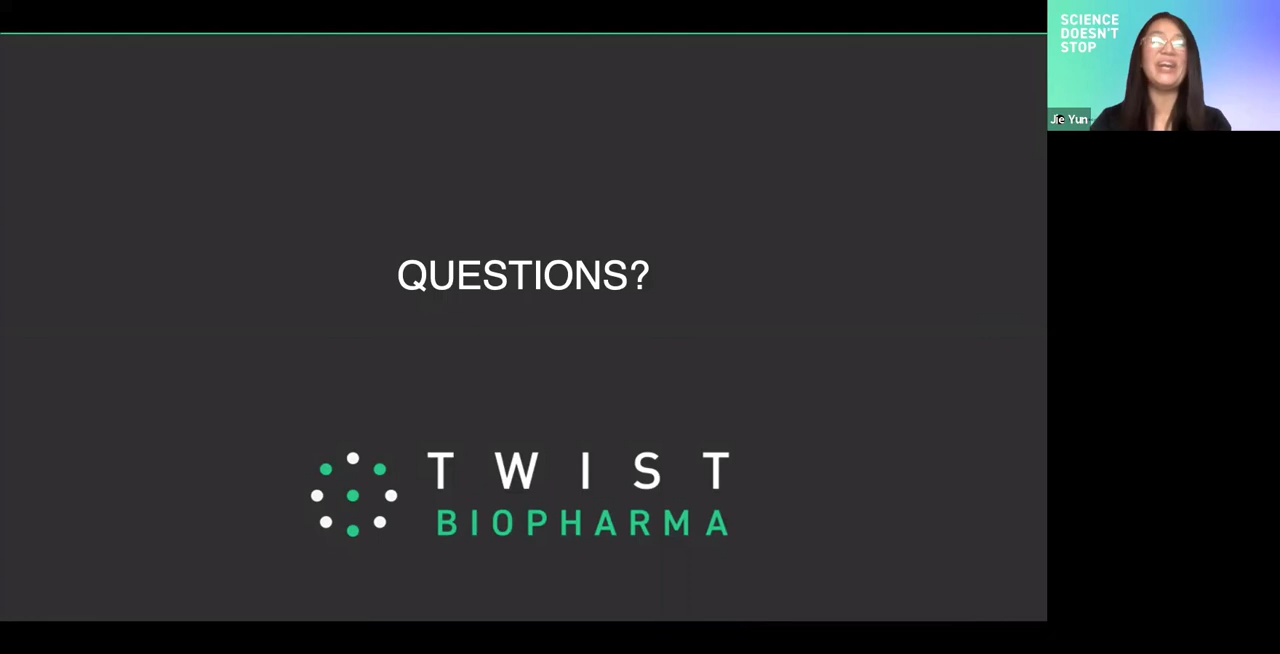 SCIENCE
DOESN'T
STOP
Jie Yun
QUESTIONS?
TWIST
BIOPHARMA